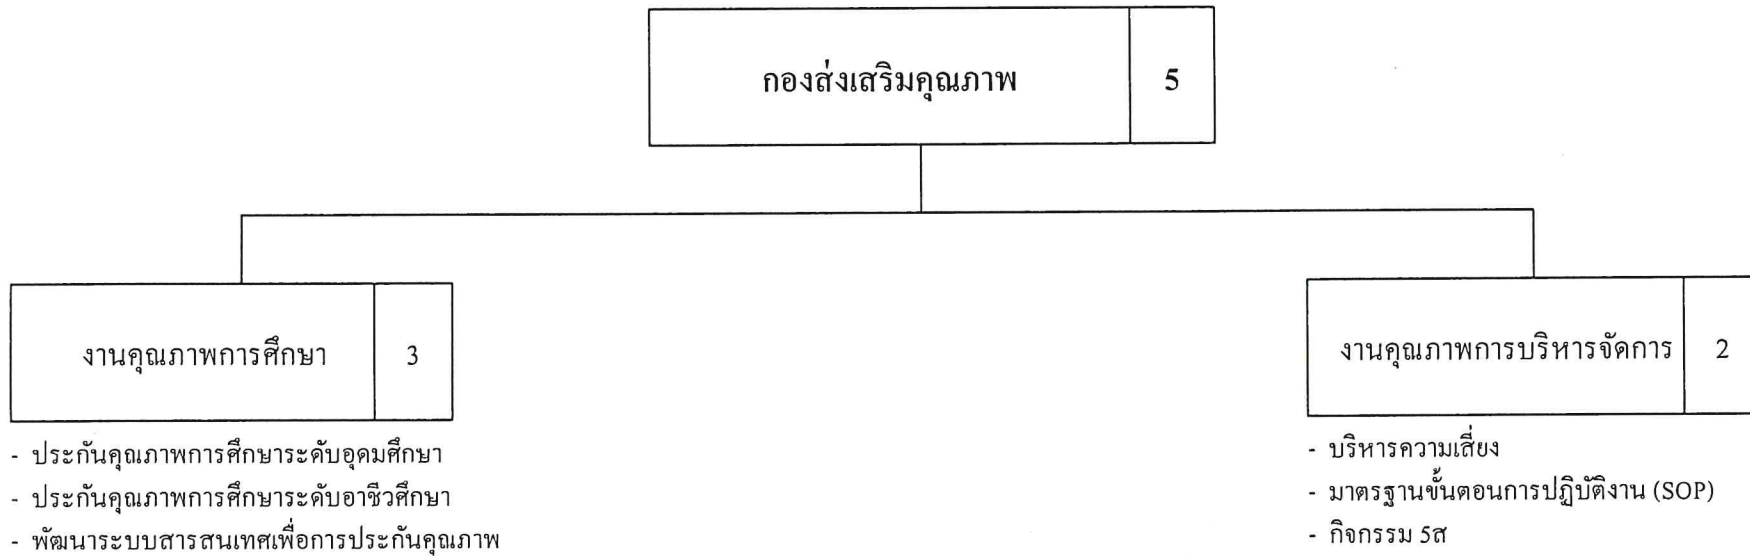 กองส่งเสริมคุณภาพ 5
งานคุณภาพการศึกษา 3
- ประกันคุณภาพการศึกษาระดับอุดมศึกษา
- ประกันคุณภาพการศึกษาระดับอาชีวศึกษา
- พัฒนาระบบสารสนเทศเพื่อการประกันคุณภาพ
งานคุณภาพการบริหารจัดการ 2
- บริหารความเสี่ยง
- มาตรฐานขั้นตอนการปฏิบัติงาน (SOP)
- กิจกรรม 5ส